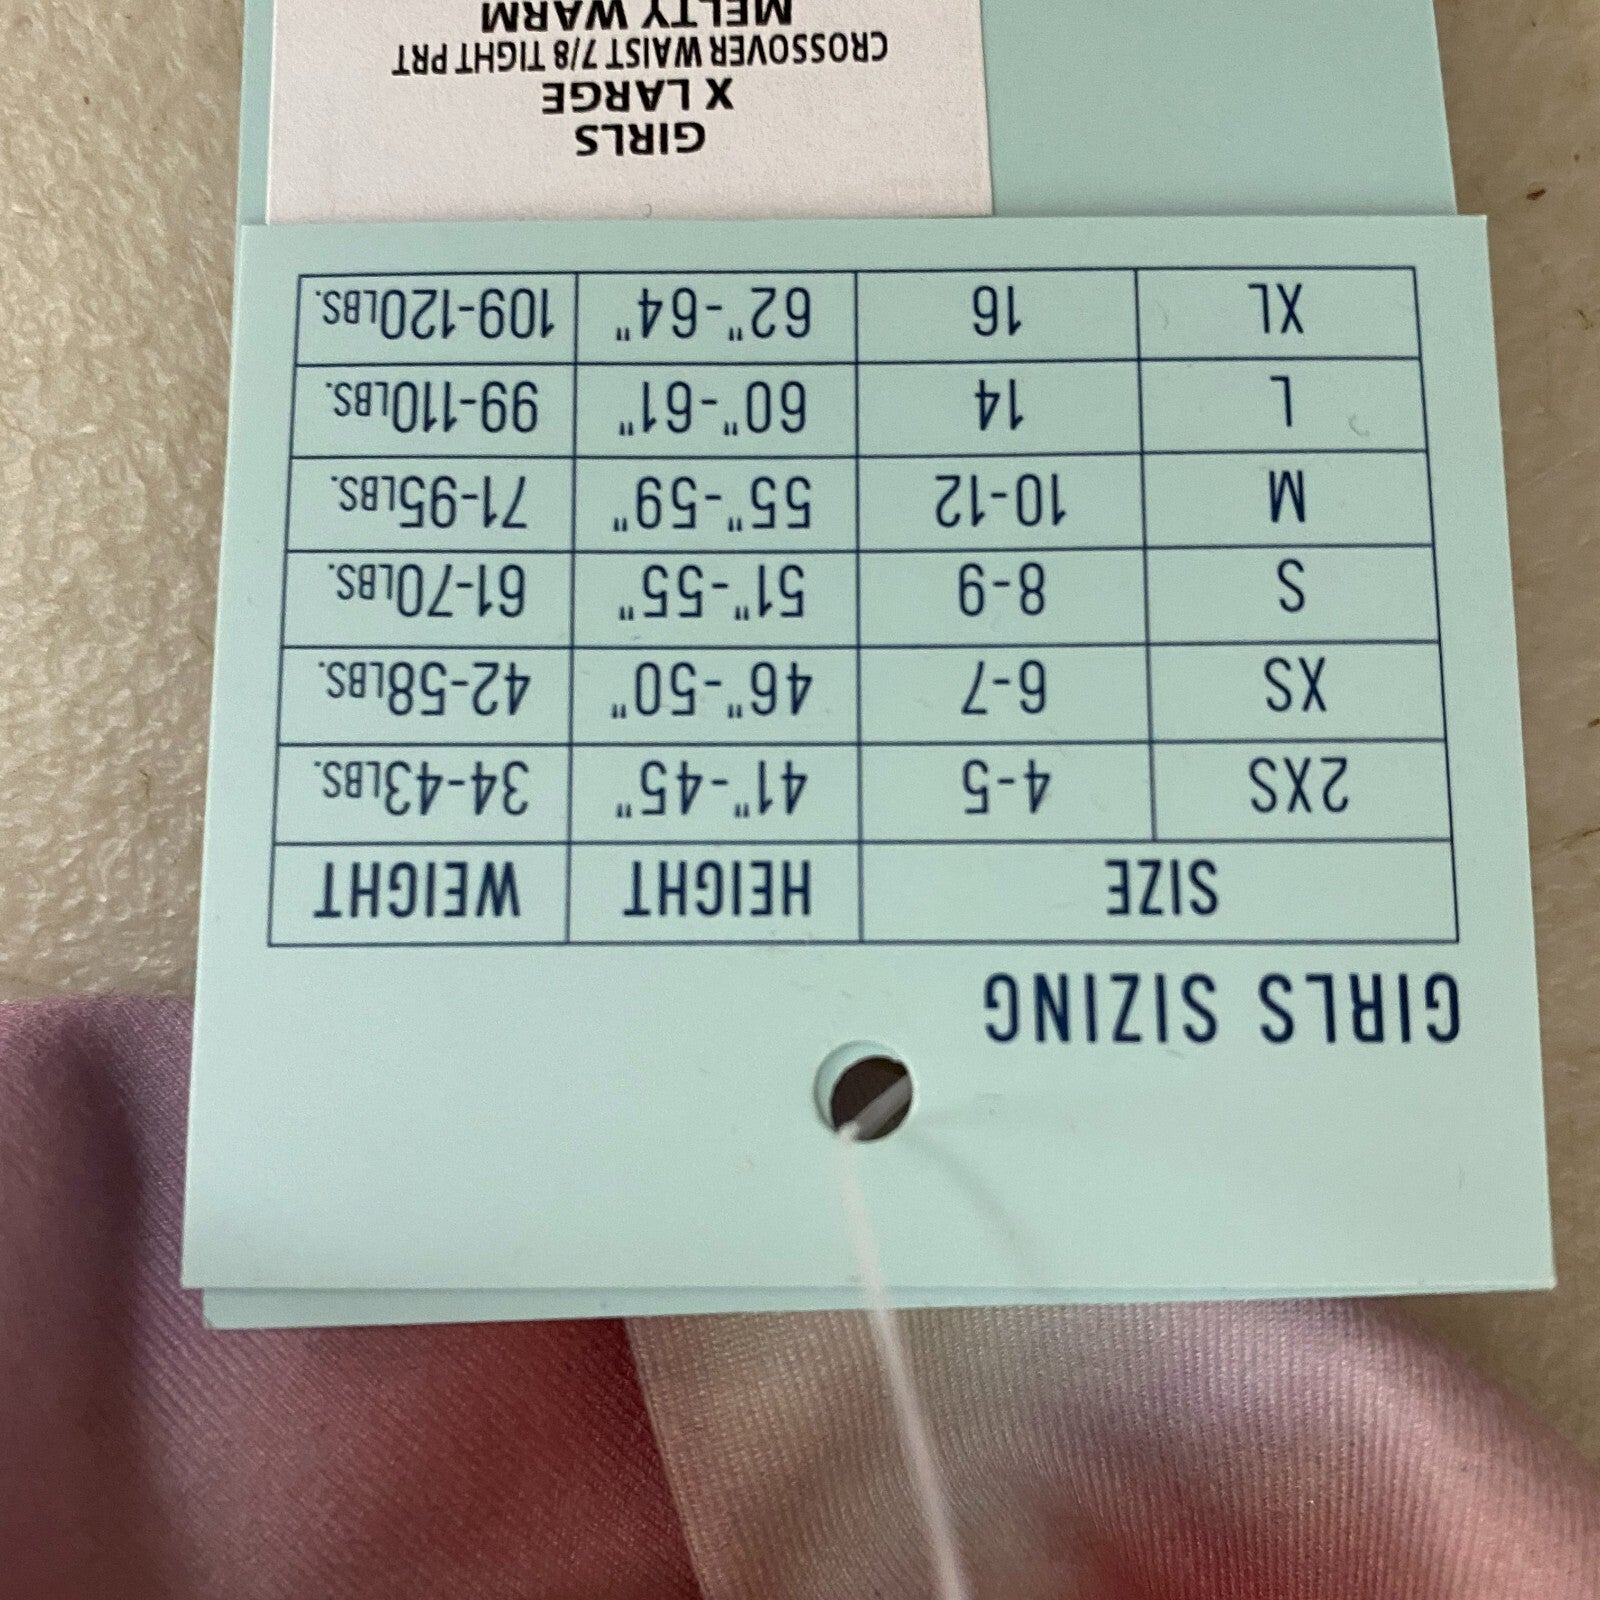 GIRLS SIZING
SIZE HEIGHT WEIGHT
2XS 4-5 41"-45" 34-43LBS.
XS 6-7 46"-50" 42-58LBS.
S 8-9 51"-55" 61-70LBS.
M 10-12 55"-59" 71-95LBS.
L 14 60"-61" 99-110LBS.
XL 16 62"-64" 109-120LBS.
GIRLS
X LARGE
CROSSOVER WAIST 7/8 TIGHT PRT
MELTY WARM